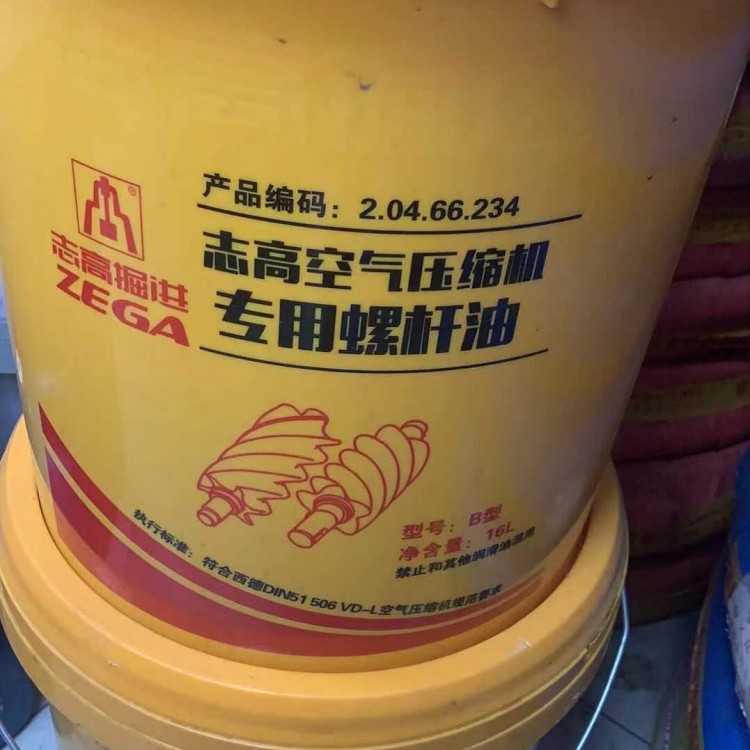 产品编码：2.04.66.234
志高掘进
ZEGA
志高空气压缩机
专用螺杆油
型号：B型
净含量：16L
禁止和其他润滑油混用
执行标准：符合西德DIN51 506 VD-L空气压缩机规范要求